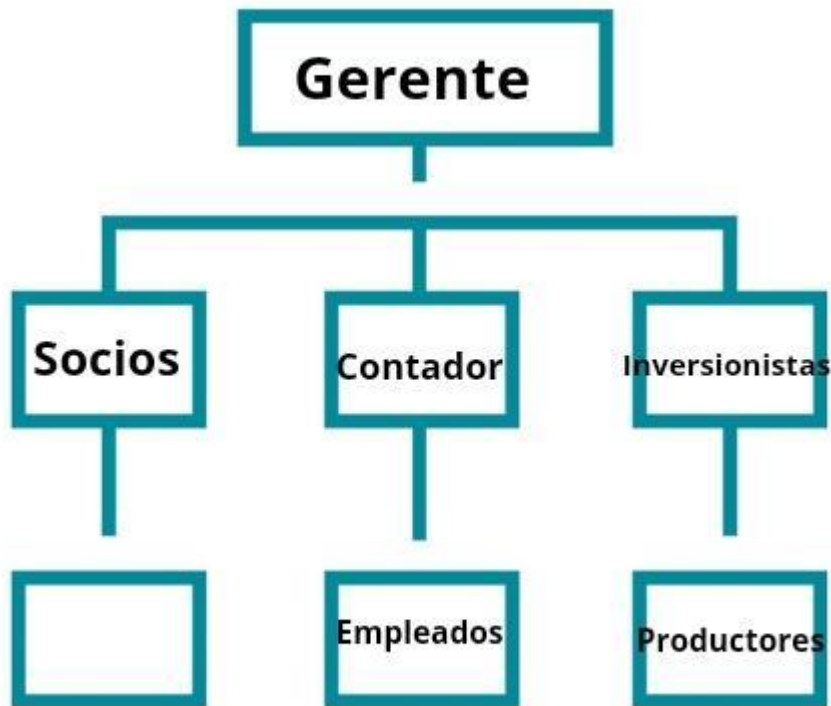 Gerente
Socios
Contador
Inversionistas
Empleados
Productores